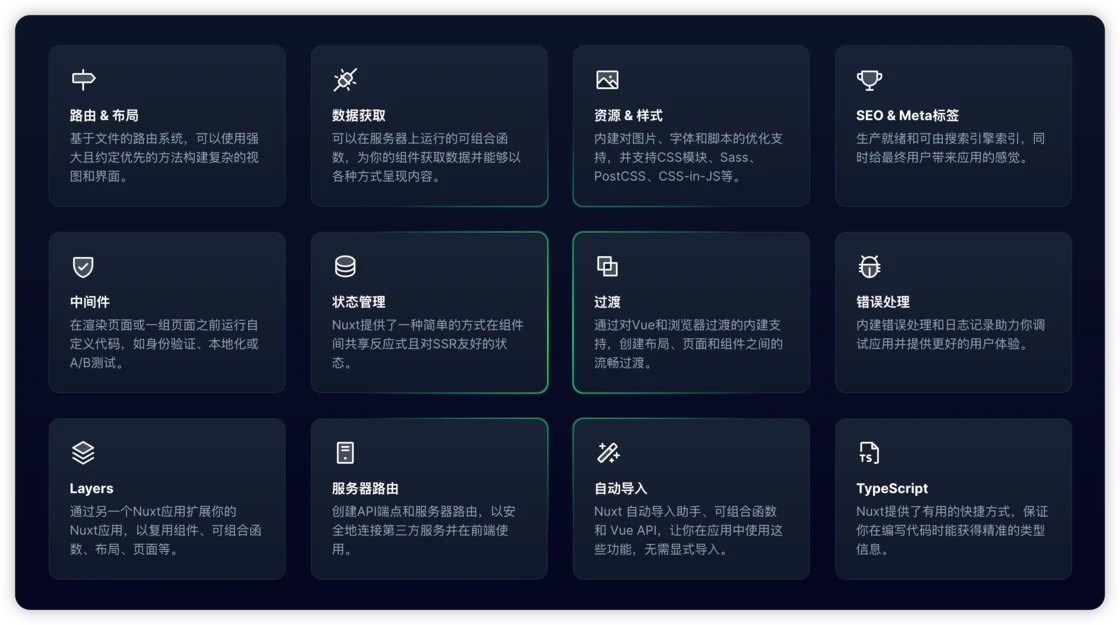 路由 & 布局
基于文件的路由系统，可以使用强
大且约定优先的方法构建复杂的视
图和界面。
数据获取
可以在服务器上运行的可组合函
数，为你的组件获取数据并能够以
各种方式呈现内容。
资源 & 样式
内建对图片、字体和脚本的优化支
持，并支持CSS模块、Sass、
PostCSS、CSS-in-JS等。
SEO & Meta标签
生产就绪和可由搜索引擎索引，同
时给最终用户带来应用的感觉。
中间件
在渲染页面或一组页面之前运行自
定义代码，如身份验证、本地化或
A/B测试。
状态管理
Nuxt提供了一种简单的方式在组件
间共享反应式且对SSR友好的状
态。
过渡
通过对Vue和浏览器过渡的内建支
持，创建布局、页面和组件之间的
流畅过渡。
错误处理
内建错误处理和日志记录助力你调
试应用并提供更好的用户体验。
Layers
通过另一个Nuxt应用扩展你的
Nuxt应用，以复用组件、可组合函
数、布局、页面等。
服务器路由
创建API端点和服务器路由，以安
全地连接第三方服务并在前端使
用。
自动导入
Nuxt 自动导入助手、可组合函数
和 Vue API，让你在应用中使用这
些功能，无需显式导入。
TS
TypeScript
Nuxt提供了有用的快捷方式，保证
你在编写代码时能获得精准的类型
信息。